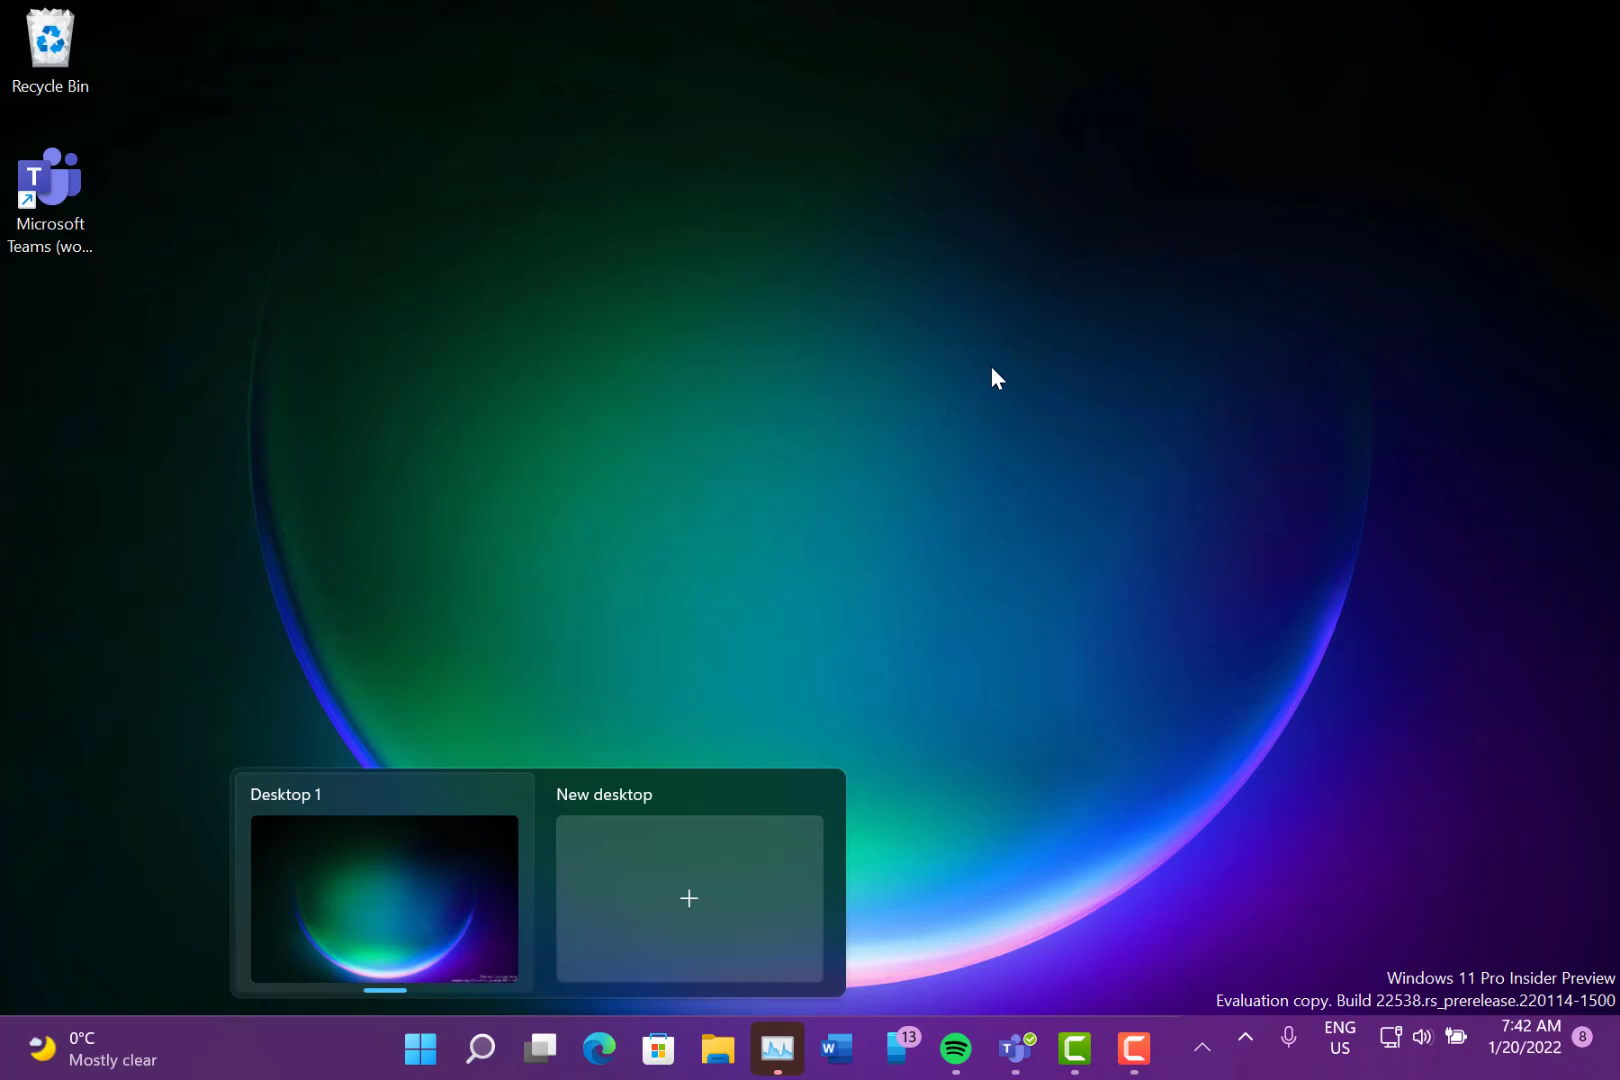 Recycle Bin
Microsoft
Teams (wo...
Desktop 1
New desktop
Windows 11 Pro Insider Preview
Evaluation copy. Build 22538.rs_prerelease.220114-1500
0°C
Mostly clear
13
ENG
US
7:42 AM
1/20/2022
8